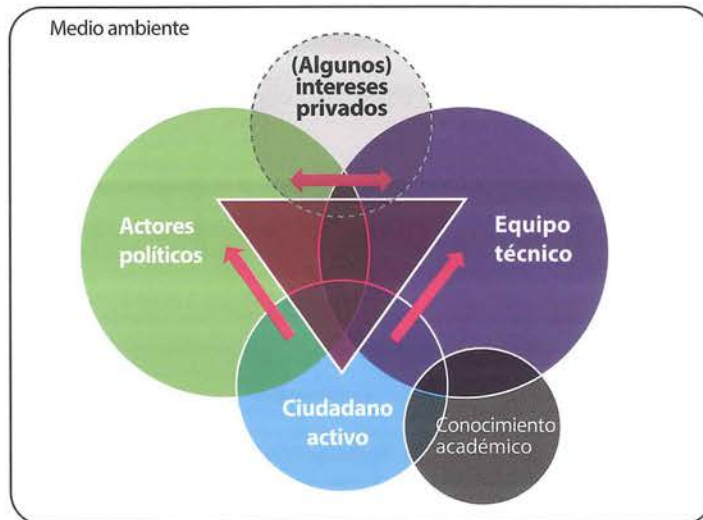 Medio ambiente
(Algunos)
intereses
privados
Actores
políticos
Equipo
técnico
Ciudadano
activo
Conocimiento
académico